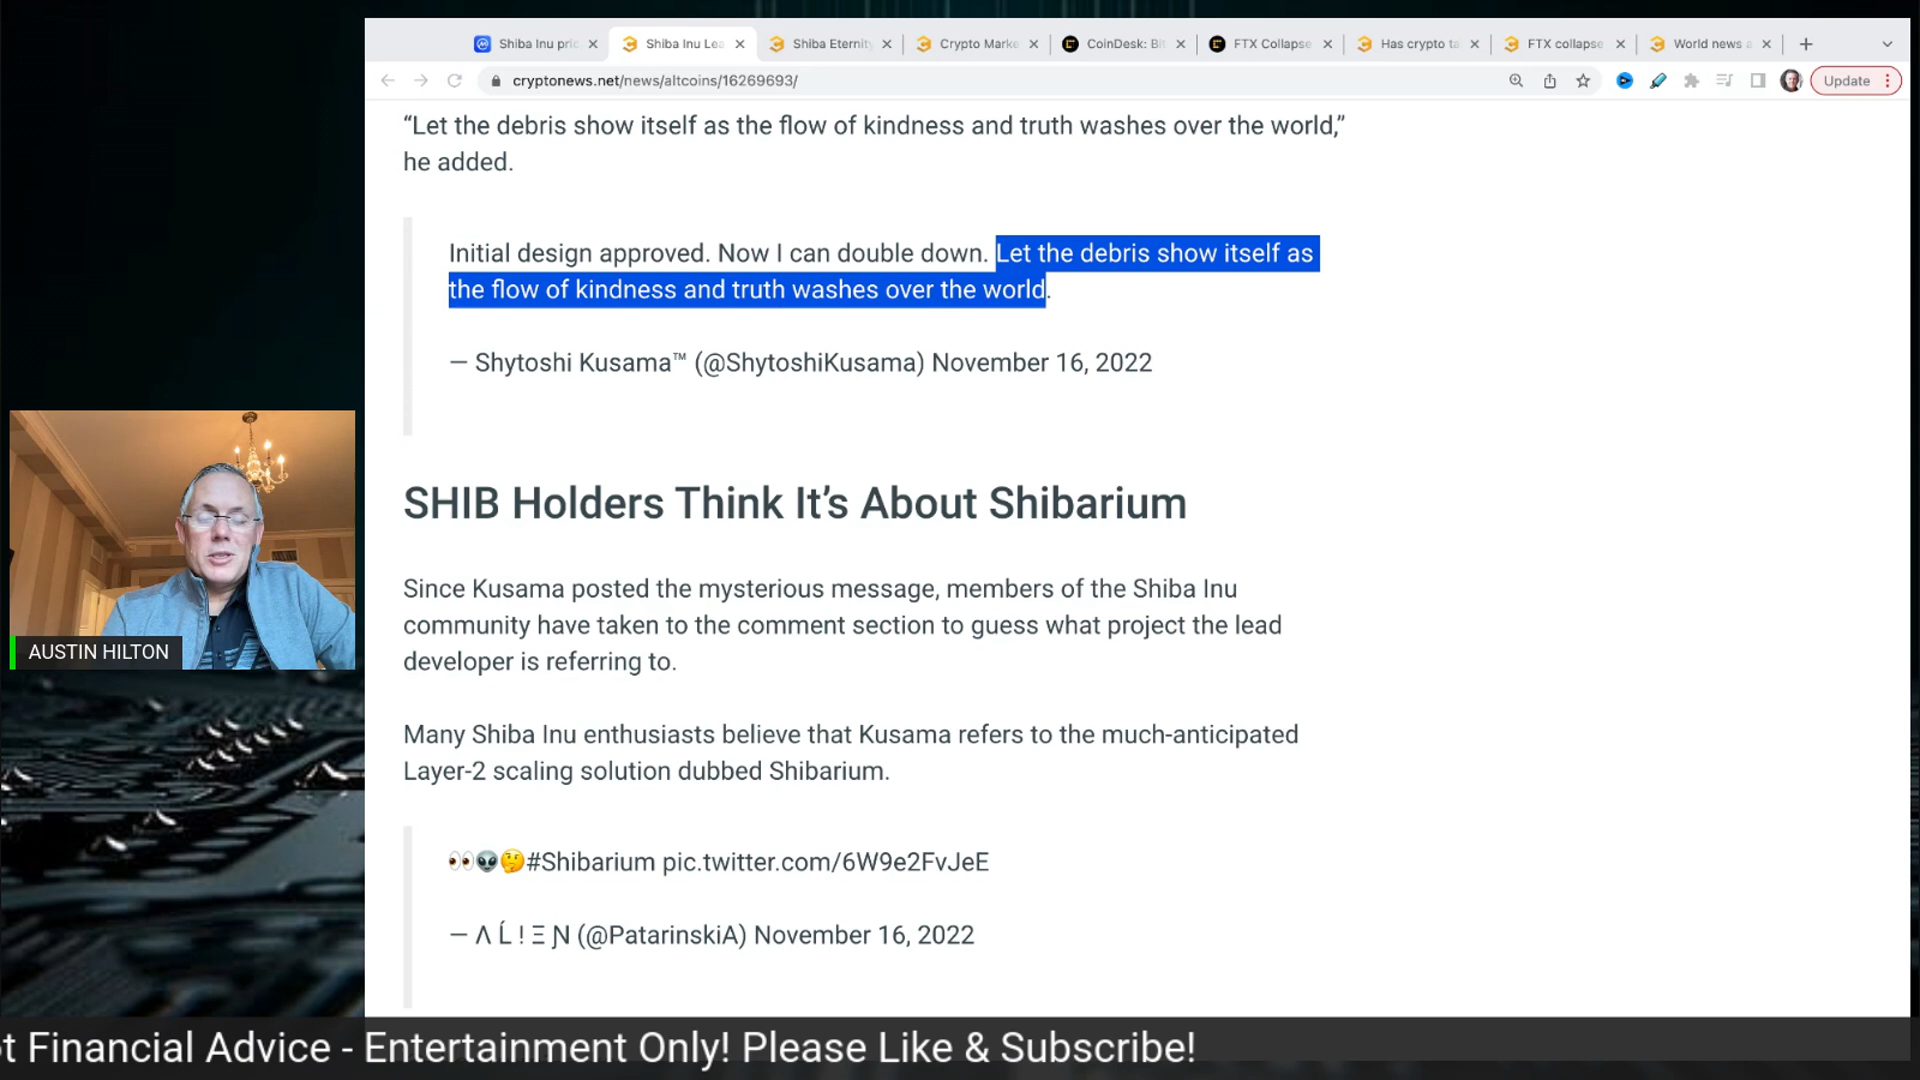 Shiba Inu pric
Shiba Inu Lea
Shiba Eternity
Crypto Marke
CoinDesk: Bit
FTX Collapse
Has crypto ta
FTX collapse
World news a
cryptonews.net/news/altcoins/16269693/
Update
“Let the debris show itself as the flow of kindness and truth washes over the world,”
he added.
Initial design approved. Now I can double down. Let the debris show itself as
the flow of kindness and truth washes over the world.
— Shytoshi Kusama™ (@ShytoshiKusama) November 16, 2022
SHIB Holders Think It’s About Shibarium
Since Kusama posted the mysterious message, members of the Shiba Inu
community have taken to the comment section to guess what project the lead
developer is referring to.
Many Shiba Inu enthusiasts believe that Kusama refers to the much-anticipated
Layer-2 scaling solution dubbed Shibarium.
👀👽🤔#Shibarium pic.twitter.com/6W9e2FvJeE
— Λ Ĺ ! Ξ Ɲ (@PatarinskiA) November 16, 2022
AUSTIN HILTON
t Financial Advice - Entertainment Only! Please Like & Subscribe!